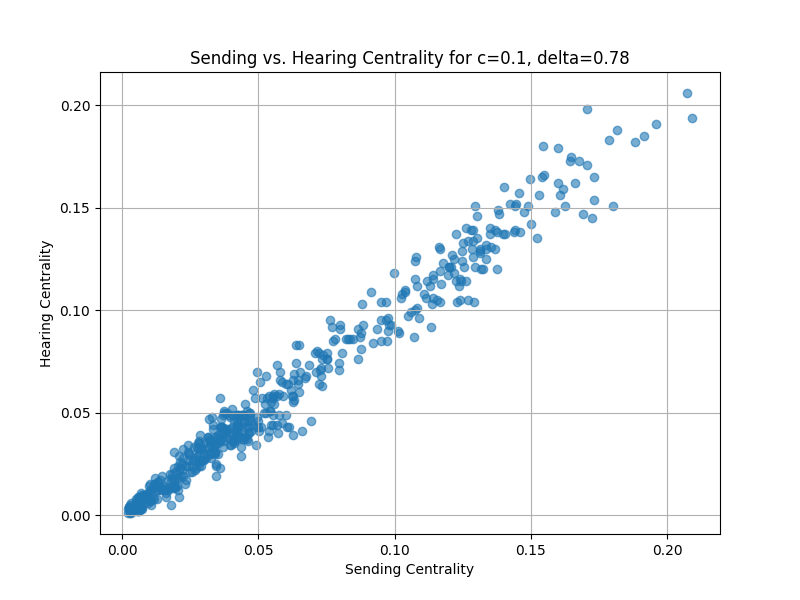 Sending vs. Hearing Centrality for c=0.1, delta=0.78
0.20
0.15
0.10
0.05
0.00
Hearing Centrality
0.00 0.05 0.10 0.15 0.20
Sending Centrality